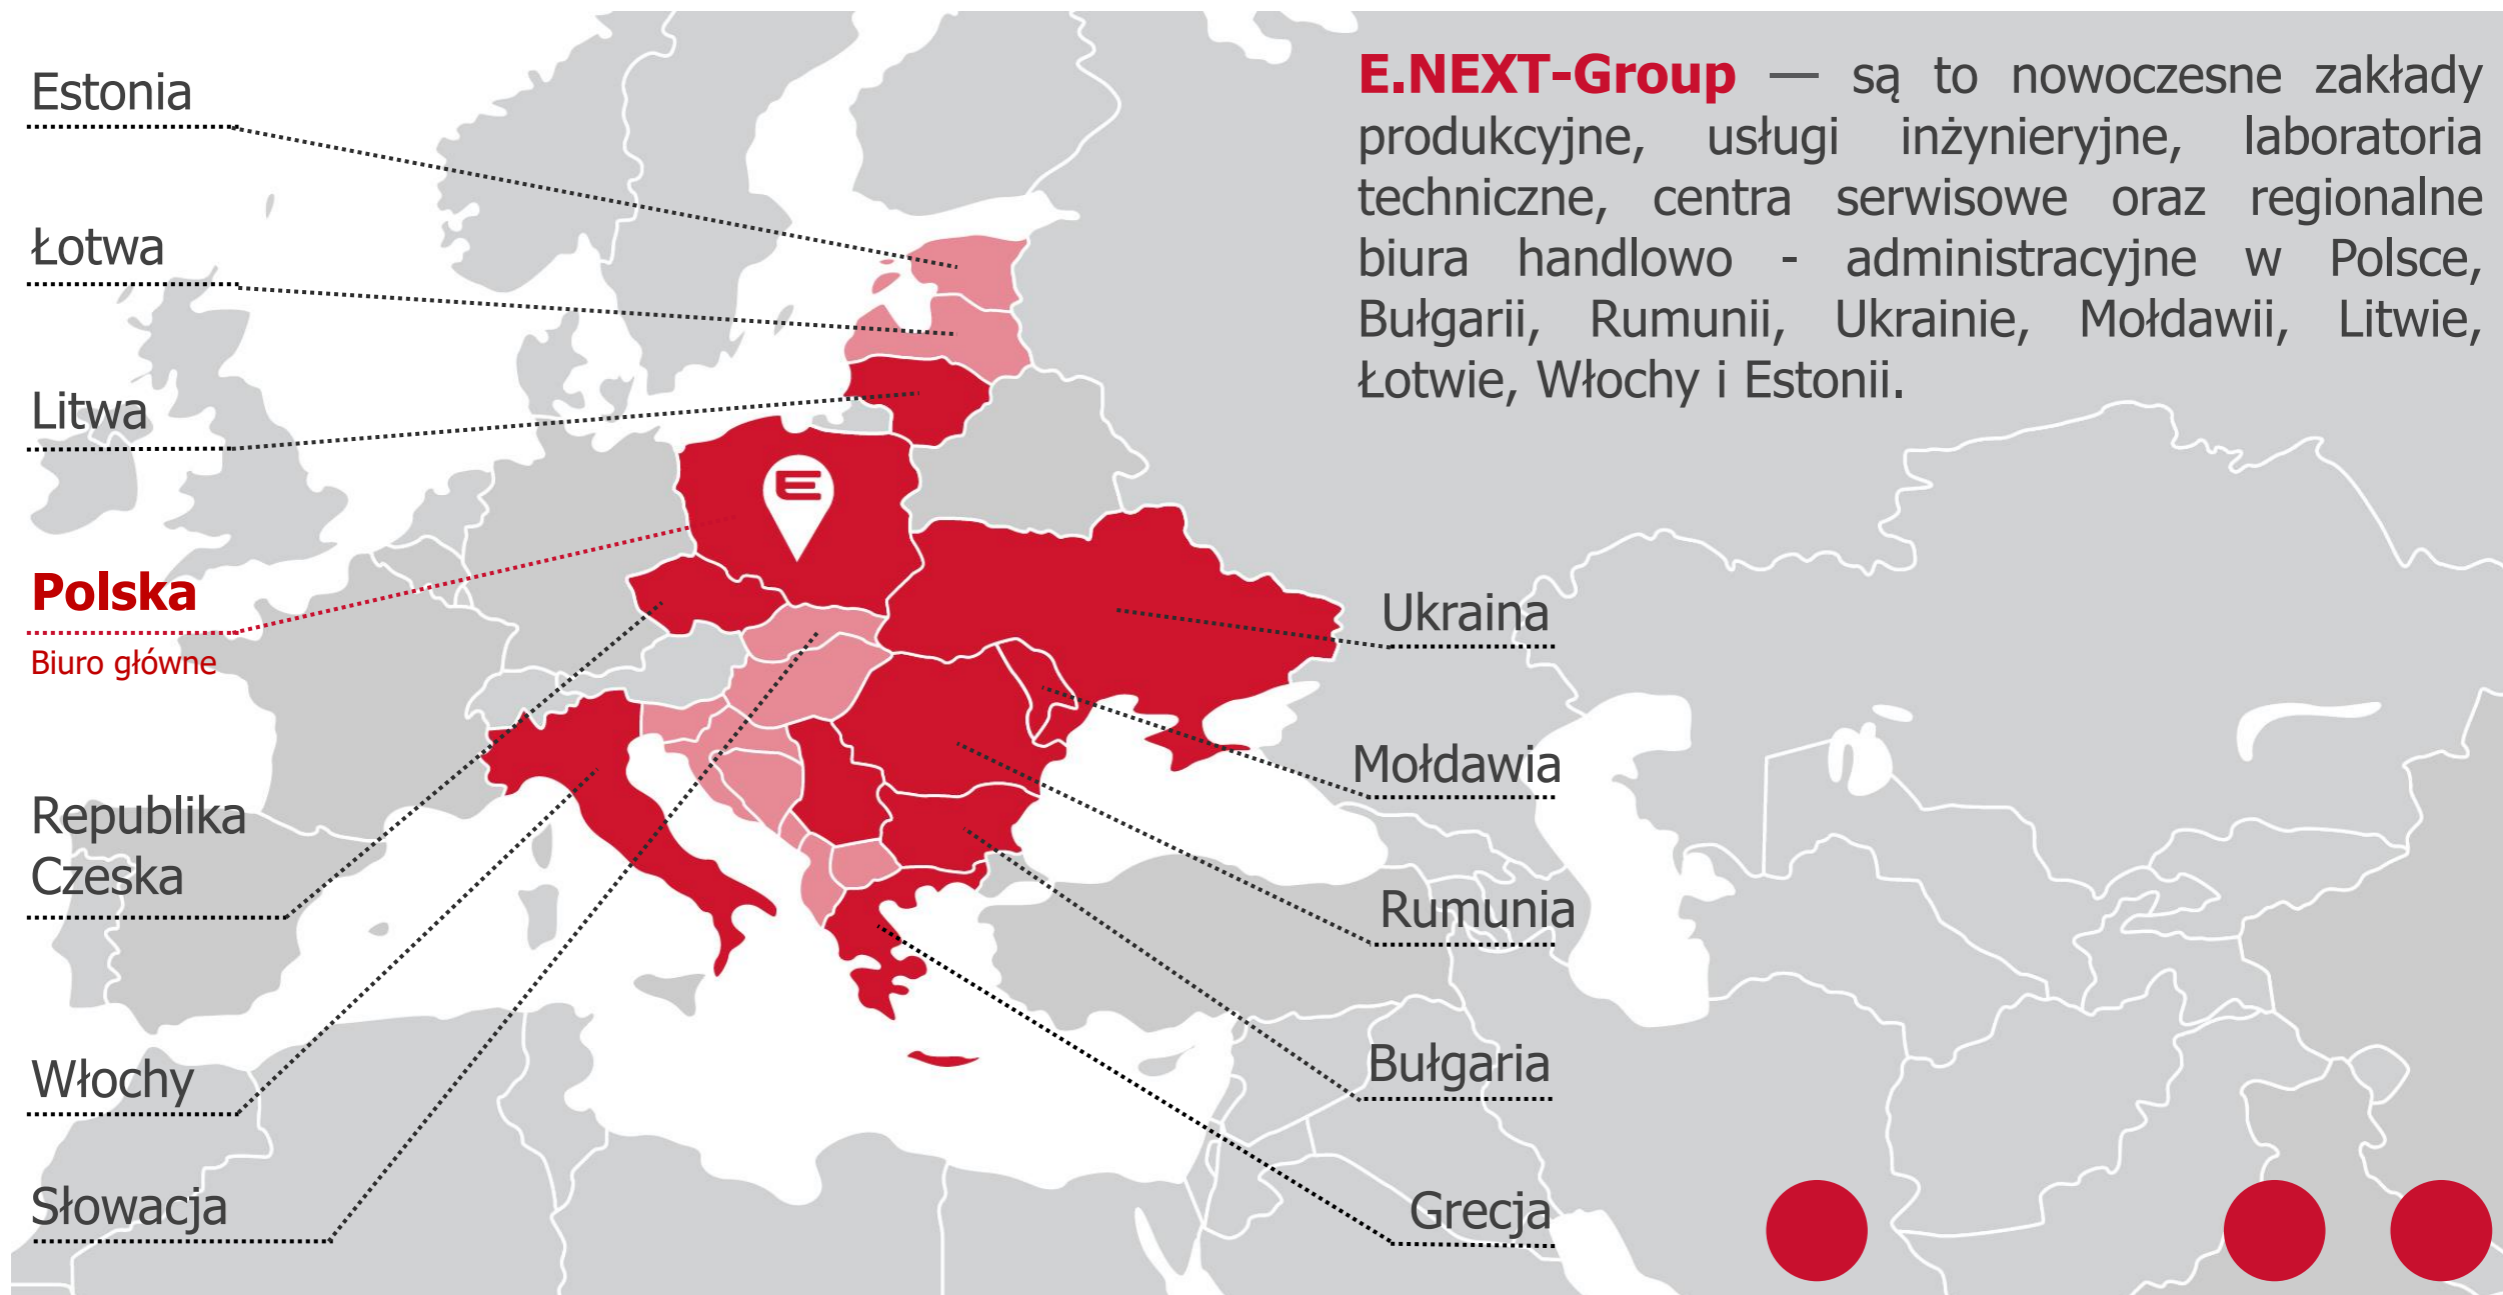 Estonia
Łotwa
Litwa
Polska
Biuro główne
Republika
Czeska
Włochy
Słowacja
E.NEXT-Group — są to nowoczesne zakłady
produkcyjne, usługi inżynieryjne, laboratoria
techniczne, centra serwisowe oraz regionalne
biura handlowo - administracyjne w Polsce,
Bułgarii, Rumunii, Ukrainie, Mołdawii, Litwie,
Łotwie, Włochy i Estonii.
Ukraina
Mołdawia
Rumunia
Bułgaria
Grecja